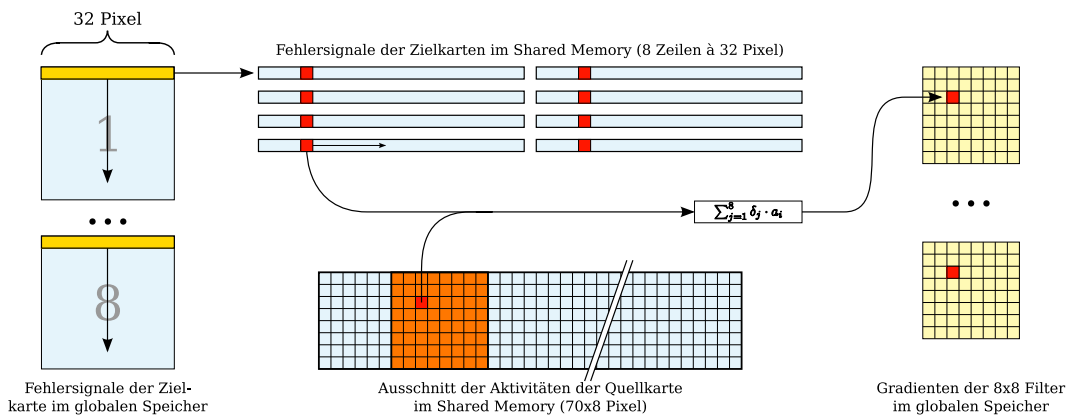 32 Pixel
Fehlersignale der Zielkarten im Shared Memory (8 Zeilen à 32 Pixel)
1
•••
•••
8
∑_{j=1}^{8} δ_j · a_i
Fehlersignale der Ziel-
karte im globalen Speicher
Ausschnitt der Aktivitäten der Quellkarte
im Shared Memory (70x8 Pixel)
Gradienten der 8x8 Filter
im globalen Speicher